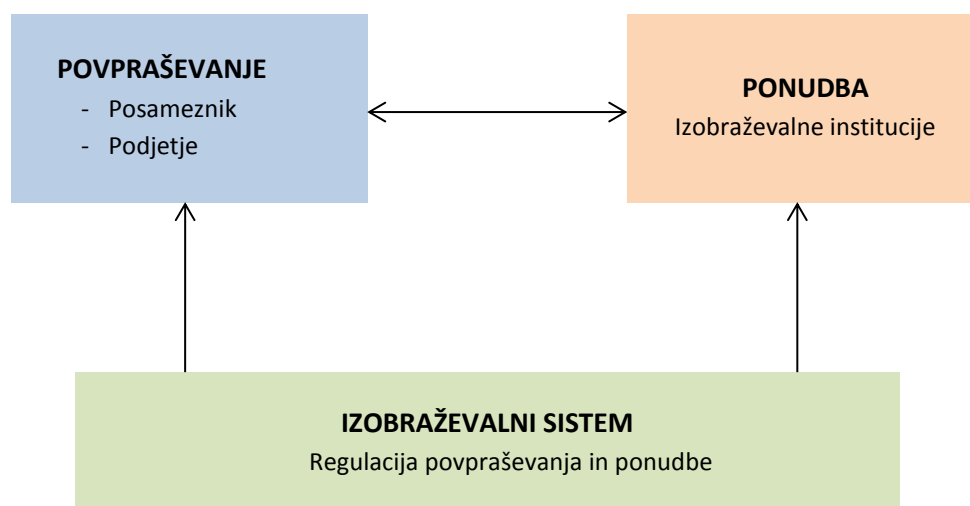 POVPRAŠEVANJE
- Posameznik
- Podjetje
PONUDBA
Izobraževalne institucije
IZOBRAŽEVALNI SISTEM
Regulacija povpraševanja in ponudbe